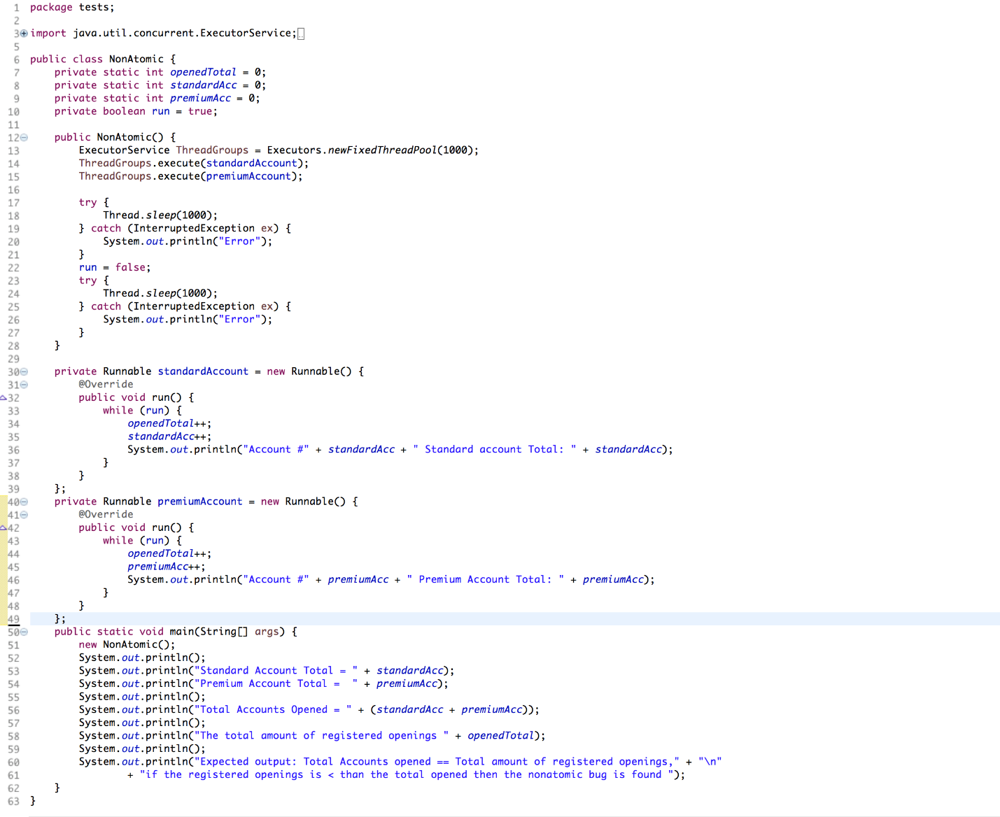 1 package tests;
2
3 import java.util.concurrent.ExecutorService;
5
6 public class NonAtomic {
7     private static int openedTotal = 0;
8     private static int standardAcc = 0;
9     private static int premiumAcc = 0;
10     private boolean run = true;
11
12     public NonAtomic() {
13         ExecutorService ThreadGroups = Executors.newFixedThreadPool(1000);
14         ThreadGroups.execute(standardAccount);
15         ThreadGroups.execute(premiumAccount);
16
17         try {
18             Thread.sleep(1000);
19         } catch (InterruptedException ex) {
20             System.out.println("Error");
21         }
22         run = false;
23         try {
24             Thread.sleep(1000);
25         } catch (InterruptedException ex) {
26             System.out.println("Error");
27         }
28     }
29
30     private Runnable standardAccount = new Runnable() {
31         @Override
32         public void run() {
33             while (run) {
34                 openedTotal++;
35                 standardAcc++;
36                 System.out.println("Account #" + standardAcc + " Standard account Total: " + standardAcc);
37             }
38         }
39     };
40     private Runnable premiumAccount = new Runnable() {
41         @Override
42         public void run() {
43             while (run) {
44                 openedTotal++;
45                 premiumAcc++;
46                 System.out.println("Account #" + premiumAcc + " Premium Account Total: " + premiumAcc);
47             }
48         }
49     };
50     public static void main(String[] args) {
51         new NonAtomic();
52         System.out.println();
53         System.out.println("Standard Account Total = " + standardAcc);
54         System.out.println("Premium Account Total =  " + premiumAcc);
55         System.out.println();
56         System.out.println("Total Accounts Opened = " + (standardAcc + premiumAcc));
57         System.out.println();
58         System.out.println("The total amount of registered openings " + openedTotal);
59         System.out.println();
60         System.out.println("Expected output: Total Accounts opened == Total amount of registered openings," + "\n"
61                 + "if the registered openings is < than the total opened then the nonatomic bug is found ");
62     }
63 }